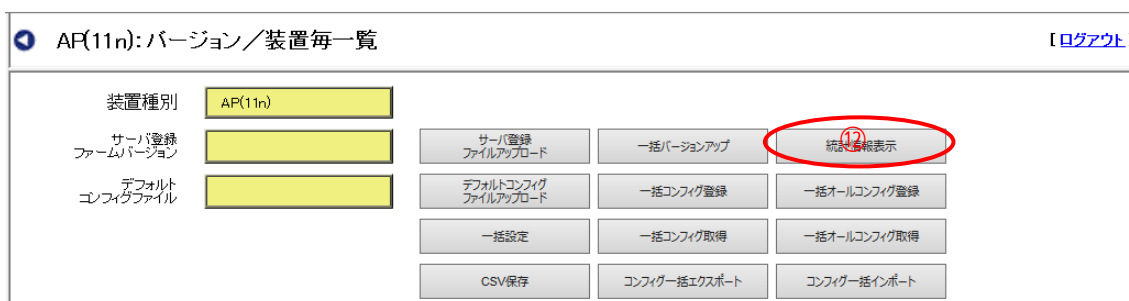 AP(11n):バージョン／装置毎一覧
[ログアウト
装置種別
AP(11n)
サーバ登録
ファームバージョン
サーバ登録
ファイルアップロード
一括バージョンアップ
⑫
統計情報表示
デフォルト
コンフィグファイル
デフォルトコンフィグ
ファイルアップロード
一括コンフィグ登録
一括オールコンフィグ登録
一括設定
一括コンフィグ取得
一括オールコンフィグ取得
CSV保存
コンフィグ一括エクスポート
コンフィグ一括インポート